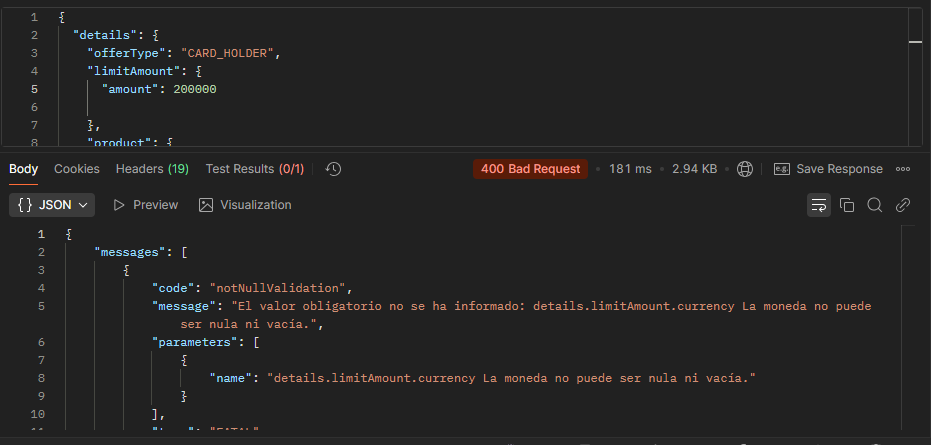 1 {
2 "details": {
3 "offerType": "CARD_HOLDER",
4 "limitAmount": {
5 "amount": 200000
6
7 },
8 "product": {
Body Cookies Headers (19) Test Results (0/1) 400 Bad Request 181 ms 2.94 KB e.g. Save Response
{} JSON Preview Visualization
1 {
2 "messages": [
3 {
4 "code": "notNullValidation",
5 "message": "El valor obligatorio no se ha informado: details.limitAmount.currency La moneda no puede
ser nula ni vacía.",
6 "parameters": [
7 {
8 "name": "details.limitAmount.currency La moneda no puede ser nula ni vacía."
9 }
10 ],
11